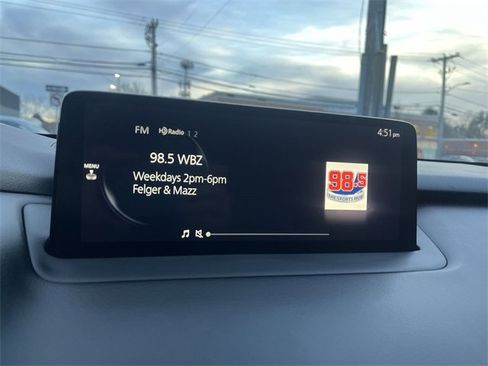 FM HD Radio 1 2
4:51 pm
98.5 WBZ
MENU
Weekdays 2pm-6pm
Felger & Mazz
98.5
THE SPORTS HUB